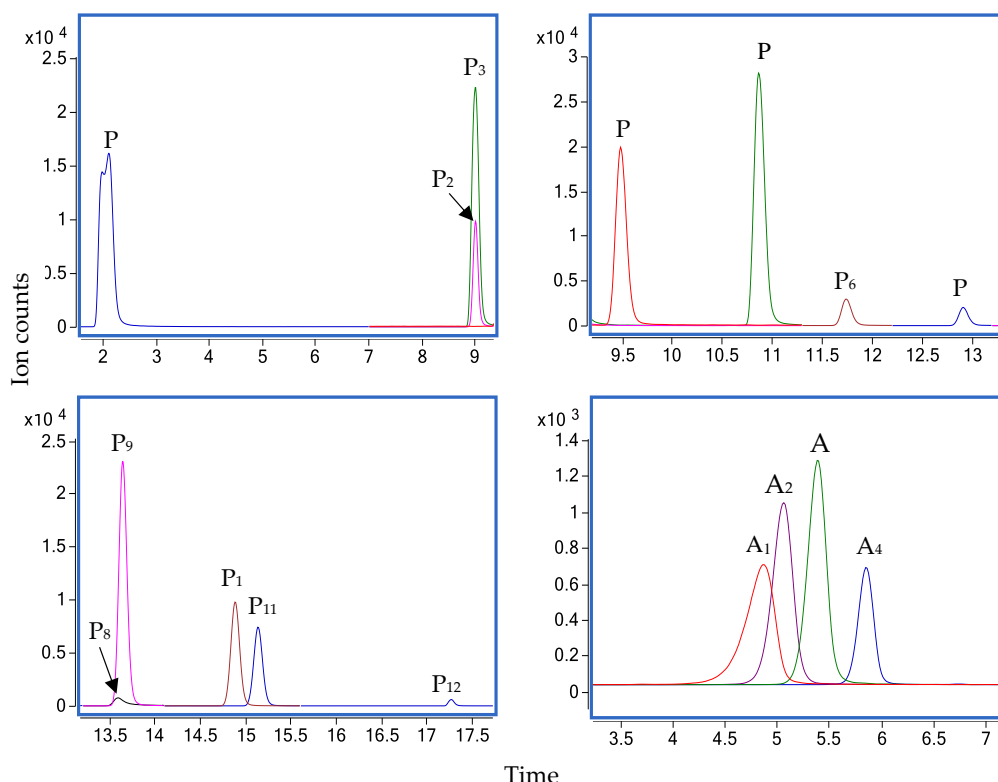 x10 4
2.5
2
1.5
1
0.5
0
P
P3
P2
2 3 4 5 6 7 8 9
x10 4
3
2.5
2
1.5
1
0.5
0
P
P
P6
P
9.5 10 10.5 11 11.5 12 12.5 13
Ion counts
x10 4
2.5
2
1
0.5
0
P9
P8
P1
P11
P12
13.5 14 14.5 15 15.5 16 16.5 17 17.5
x10 3
1.4
1.2
1
0.8
0.6
0.4
0.2
0
A
A2
A1
A4
3.5 4 4.5 5 5.5 6 6.5 7
Time